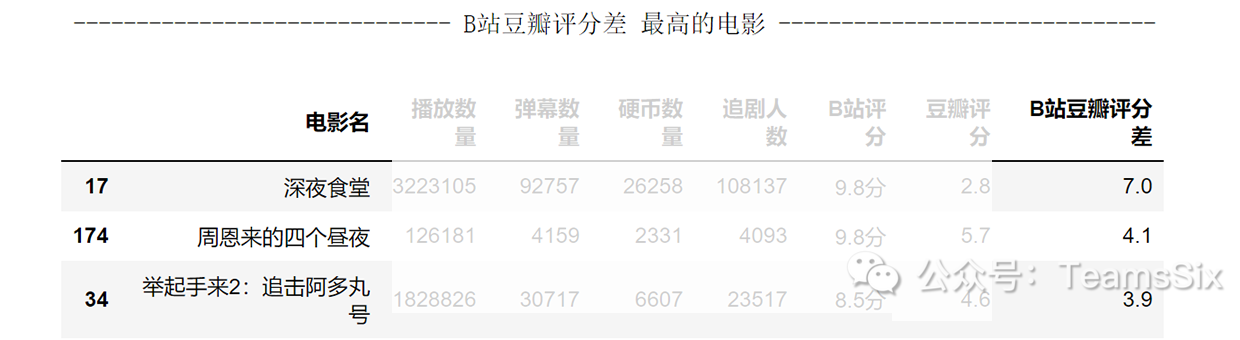 ------------------------------ B站豆瓣评分差 最高的电影 ------------------------------
电影名 播放数量 弹幕数量 硬币数量 追剧人数 B站评分 豆瓣评分 B站豆瓣评分差
17 深夜食堂 3223105 92757 26258 108137 9.8分 2.8 7.0
174 周恩来的四个昼夜 126181 4159 2331 4093 9.8分 5.7 4.1
34 举起手来2：追击阿多丸号 1828826 30717 6607 23517 8.5分 4.6 3.9
公众号：TeamsSix